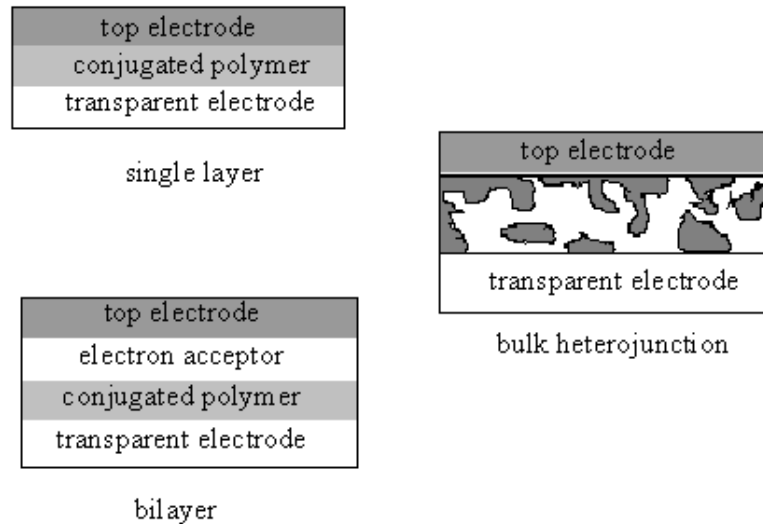 top electrode
conjugated polymer
transparent electrode
single layer
top electrode
transparent electrode
bulk heterojunction
top electrode
electron acceptor
conjugated polymer
transparent electrode
bilayer